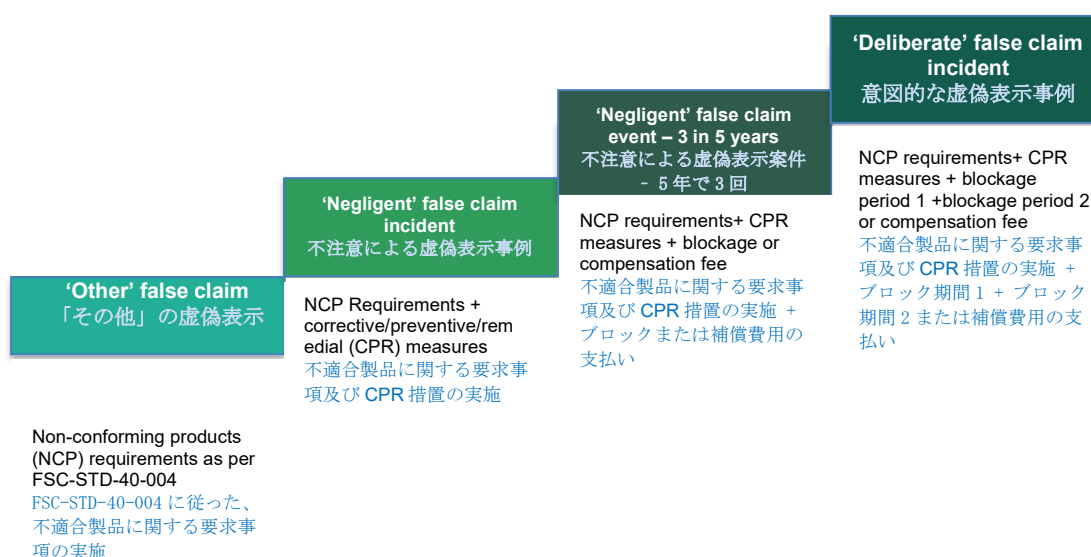 ‘Other’ false claim
「その他」の虚偽表示
Non-conforming products
(NCP) requirements as per
FSC-STD-40-004
FSC-STD-40-004 に従った、
不適合製品に関する要求事
項の実施
‘Negligent’ false claim
incident
不注意による虚偽表示事例
NCP Requirements +
corrective/preventive/rem
edial (CPR) measures
不適合製品に関する要求事
項及び CPR 措置の実施
‘Negligent’ false claim
event – 3 in 5 years
不注意による虚偽表示案件
- 5年で3回
NCP requirements+ CPR
measures + blockage or
compensation fee
不適合製品に関する要求事
項及び CPR 措置の実施 +
ブロックまたは補償費用の
支払い
‘Deliberate’ false claim
incident
意図的な虚偽表示事例
NCP requirements+ CPR
measures + blockage
period 1 +blockage period 2
or compensation fee
不適合製品に関する要求事
項及び CPR 措置の実施 +
ブロック期間 1 + ブロック
期間 2 または補償費用の支
払い